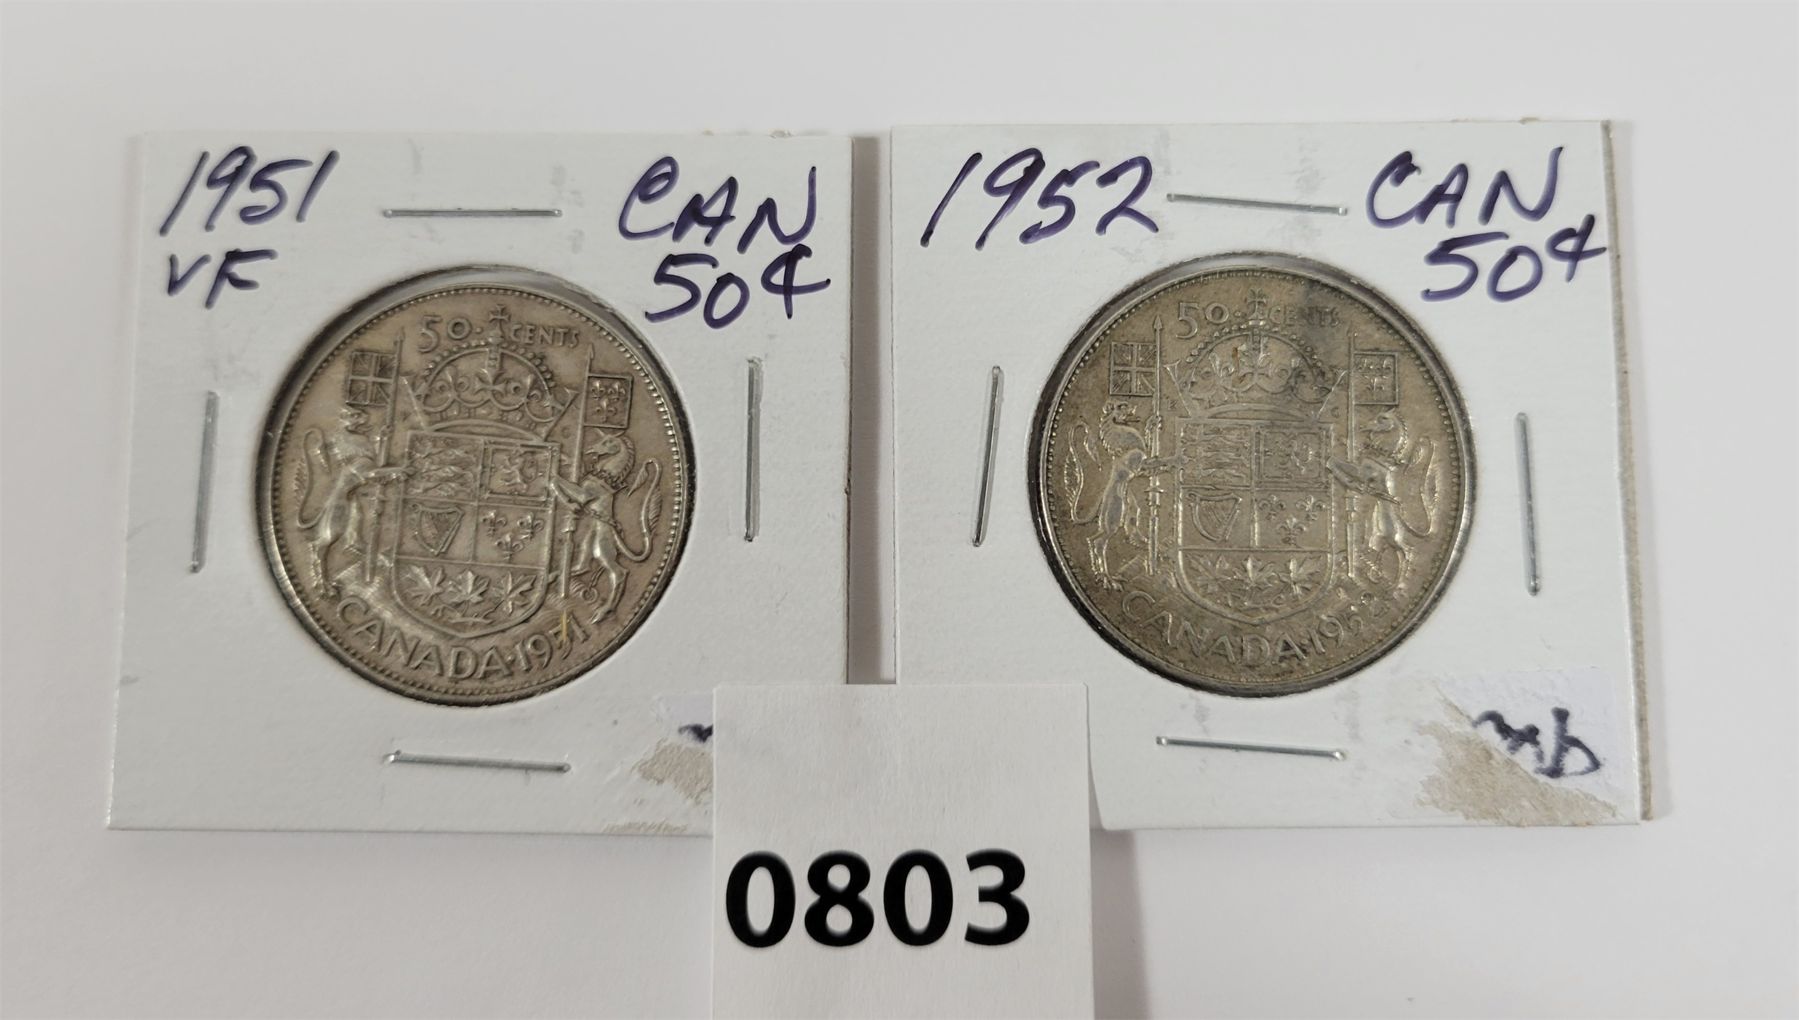 1951 CAN
VF 50¢
50 CENTS
CANADA·1951
1952 CAN
50¢
50 CENTS
CANADA·1952
0803